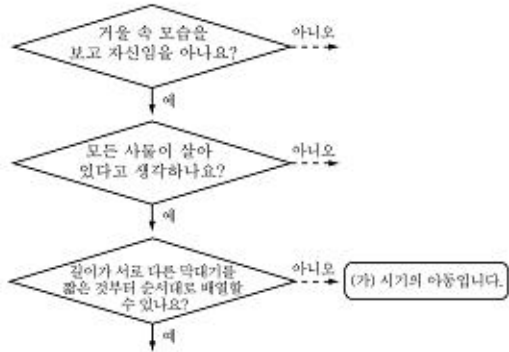 거울 속 모습을
보고 자신임을 아나요?
아니오
예
모든 사물이 살아
있다고 생각하나요?
아니오
예
길이가 서로 다른 막대기를
짧은 것부터 순서대로 배열할
수 있나요?
아니오
(가) 시기의 아동입니다.
예